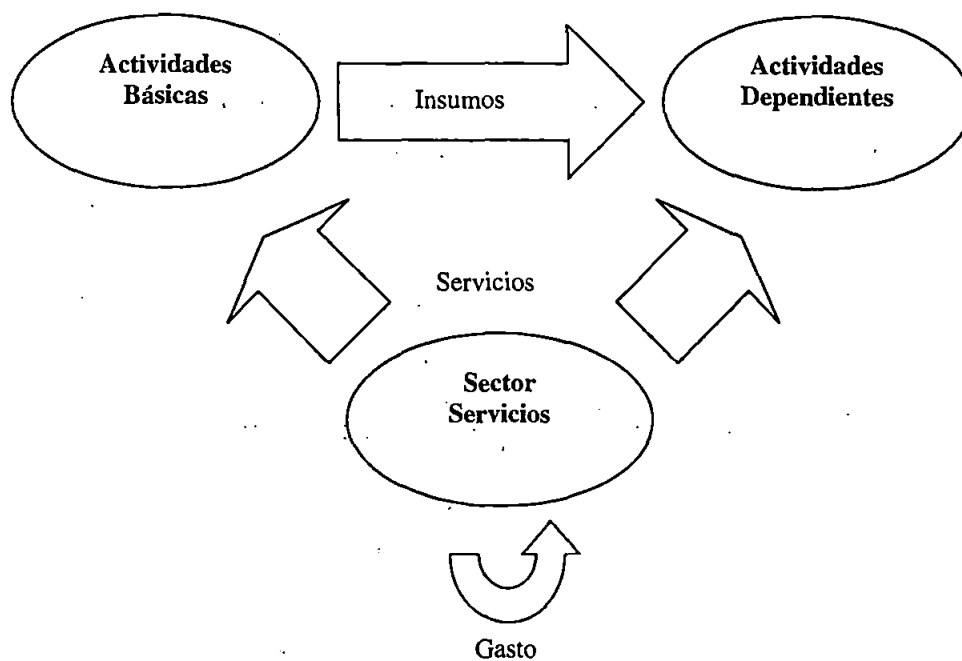 Actividades
Básicas
Insumos
Actividades
Dependientes
Servicios
Sector
Servicios
Gasto